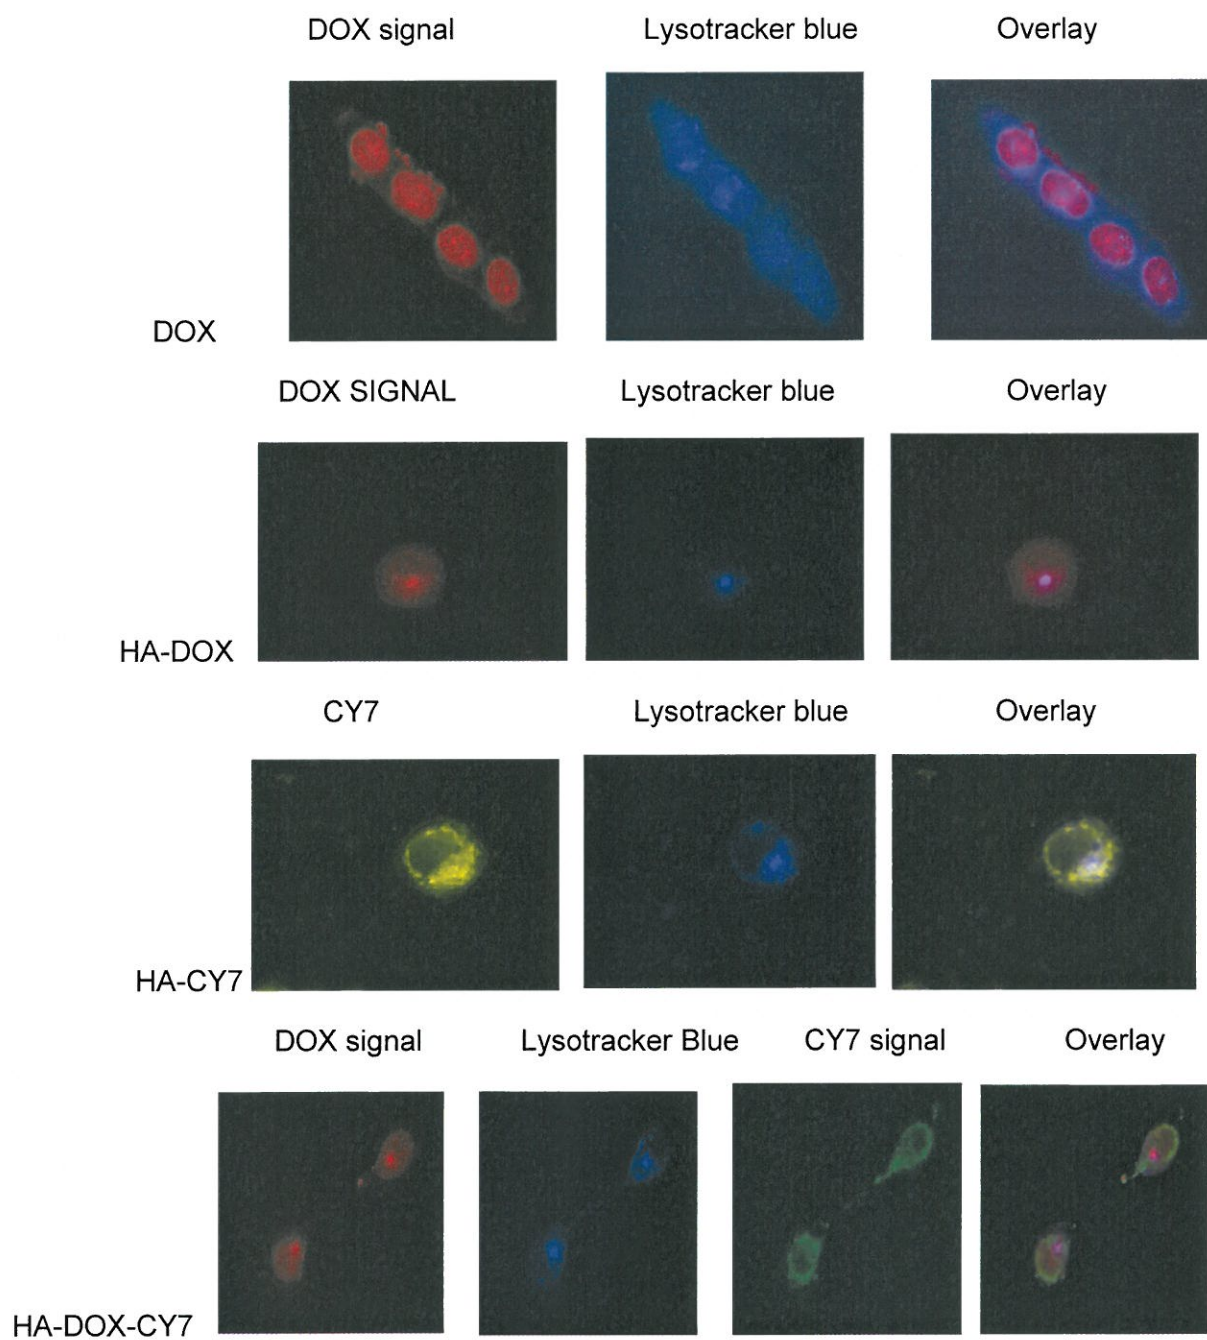 DOX signal Lysotracker blue Overlay
DOX
DOX SIGNAL Lysotracker blue Overlay
HA-DOX
CY7 Lysotracker blue Overlay
HA-CY7
DOX signal Lysotracker Blue CY7 signal Overlay
HA-DOX-CY7